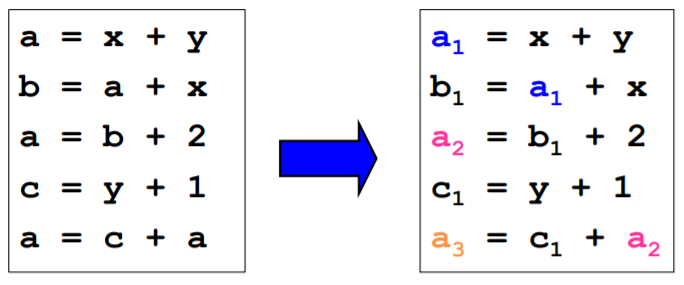 a = x + y
b = a + x
a = b + 2
c = y + 1
a = c + a
a₁ = x + y
b₁ = a₁ + x
a₂ = b₁ + 2
c₁ = y + 1
a₃ = c₁ + a₂